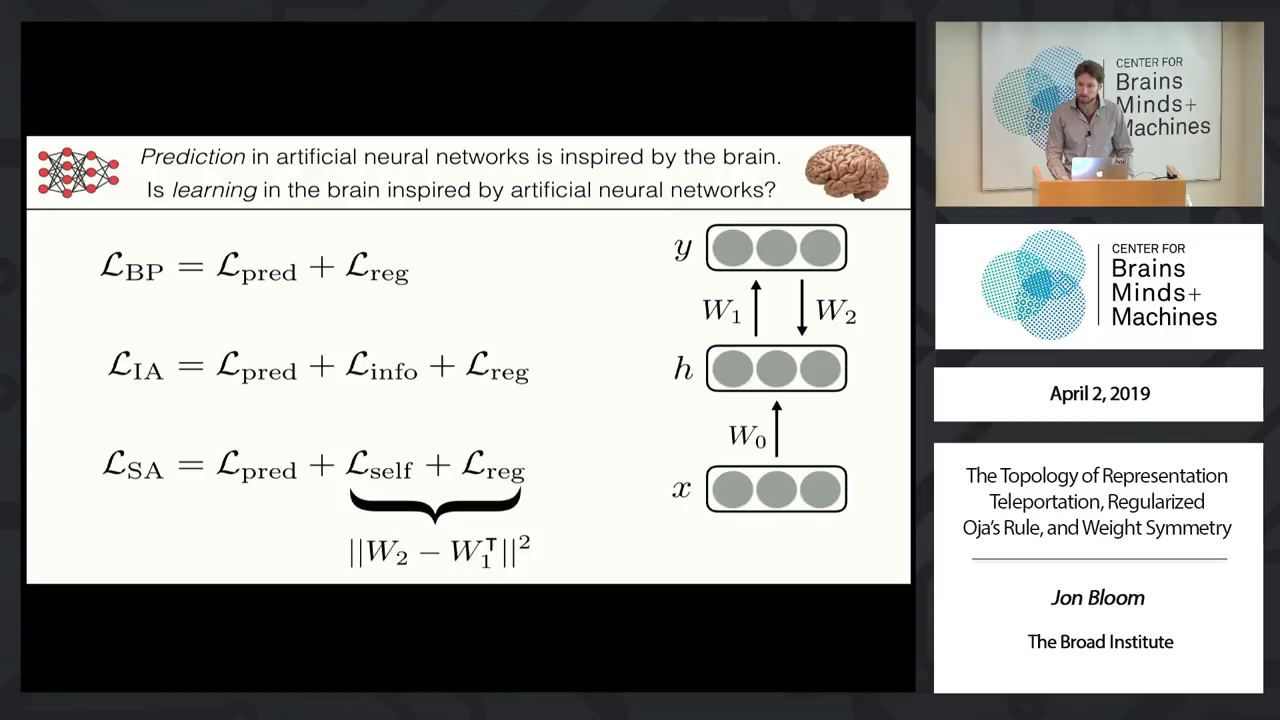 Prediction in artificial neural networks is inspired by the brain.
Is learning in the brain inspired by artificial neural networks?
ℒ_BP = ℒ_pred + ℒ_reg
ℒ_IA = ℒ_pred + ℒ_info + ℒ_reg
ℒ_SA = ℒ_pred + ℒ_self + ℒ_reg
||W₂ − W₁ᵀ||²
y
W₁ W₂
h
W₀
x
CENTER FOR
Brains
Minds+
Machines
CENTER FOR
Brains
Minds+
Machines
April 2, 2019
The Topology of Representation
Teleportation, Regularized
Oja's Rule, and Weight Symmetry
Jon Bloom
The Broad Institute